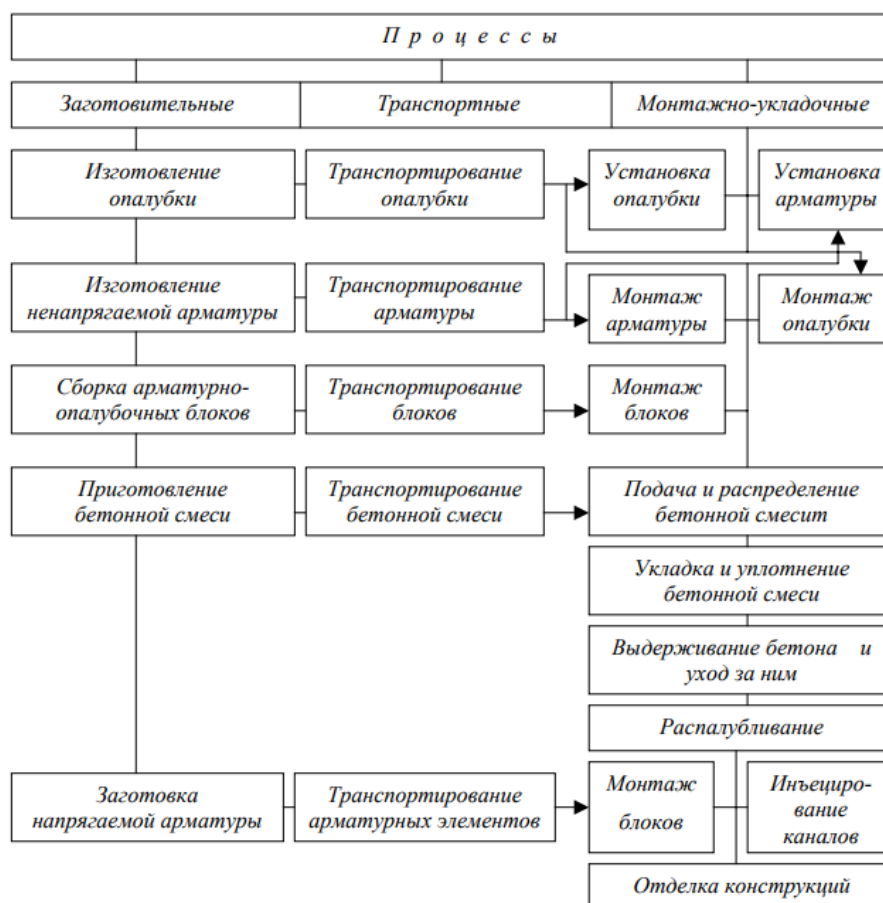 П р о ц е с с ы
Заготовительные
Транспортные
Монтажно-укладочные
Изготовление
опалубки
Транспортирование
опалубки
Установка
опалубки
Установка
арматуры
Изготовление
ненапрягаемой арматуры
Транспортирование
арматуры
Монтаж
арматуры
Монтаж
опалубки
Сборка арматурно-
опалубочных блоков
Транспортирование
блоков
Монтаж
блоков
Приготовление
бетонной смеси
Транспортирование
бетонной смеси
Подача и распределение
бетонной смесит
Укладка и уплотнение
бетонной смеси
Выдерживание бетона и
уход за ним
Распалубливание
Заготовка
напрягаемой арматуры
Транспортирование
арматурных элементов
Монтаж
блоков
Инъециро-
вание
каналов
Отделка конструкций